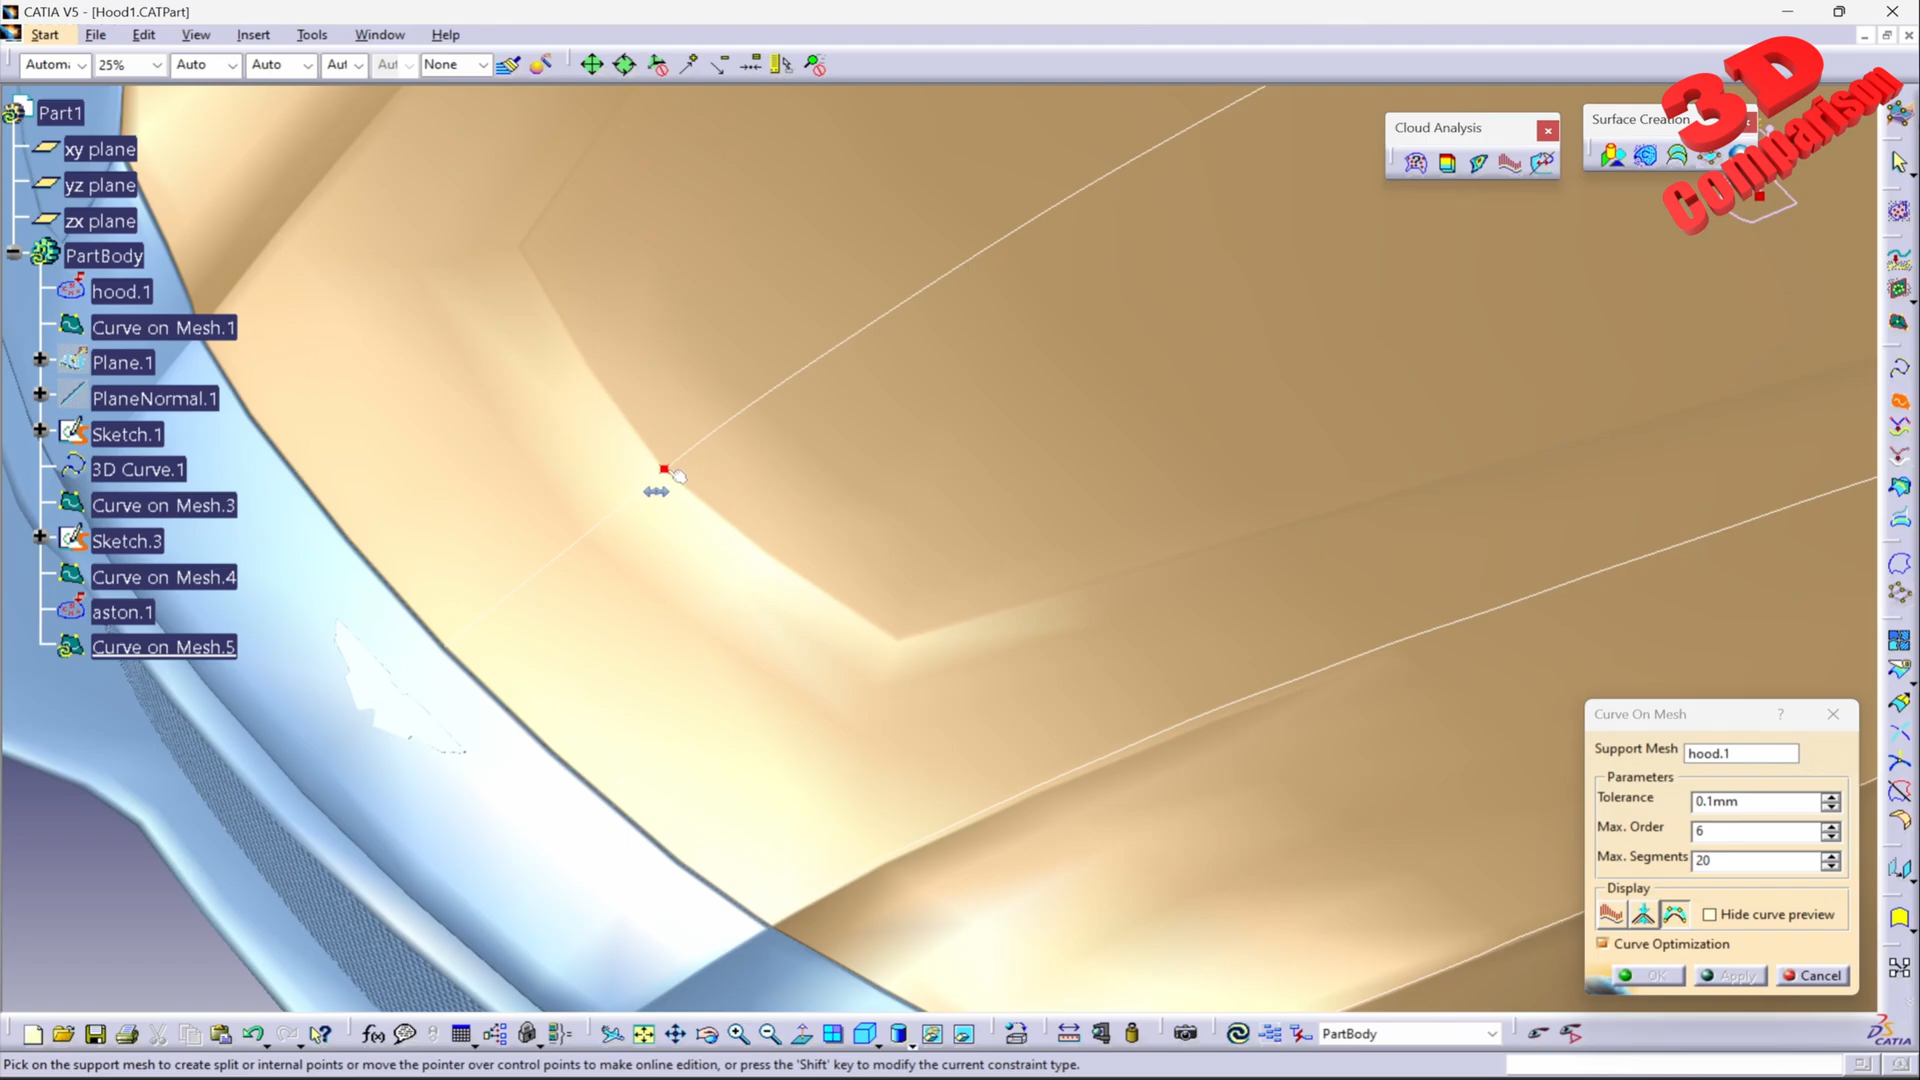 CATIA V5 - [Hood1.CATPart]
Start File Edit View Insert Tools Window Help
Automa 25% Auto Auto Aut Aut None
3D
Comparison
Cloud Analysis
Surface Creation
Part1
xy plane
yz plane
zx plane
PartBody
hood.1
Curve on Mesh.1
Plane.1
PlaneNormal.1
Sketch.1
3D Curve.1
Curve on Mesh.3
Sketch.3
Curve on Mesh.4
aston.1
Curve on Mesh.5
Curve On Mesh ?
Support Mesh hood.1
Parameters
Tolerance 0.1mm
Max. Order 6
Max. Segments 20
Display
Hide curve preview
Curve Optimization
OK Apply Cancel
PartBody
CATIA
Pick on the support mesh to create split or internal points or move the pointer over control points to make online edition, or press the 'Shift' key to modify the current constraint type.